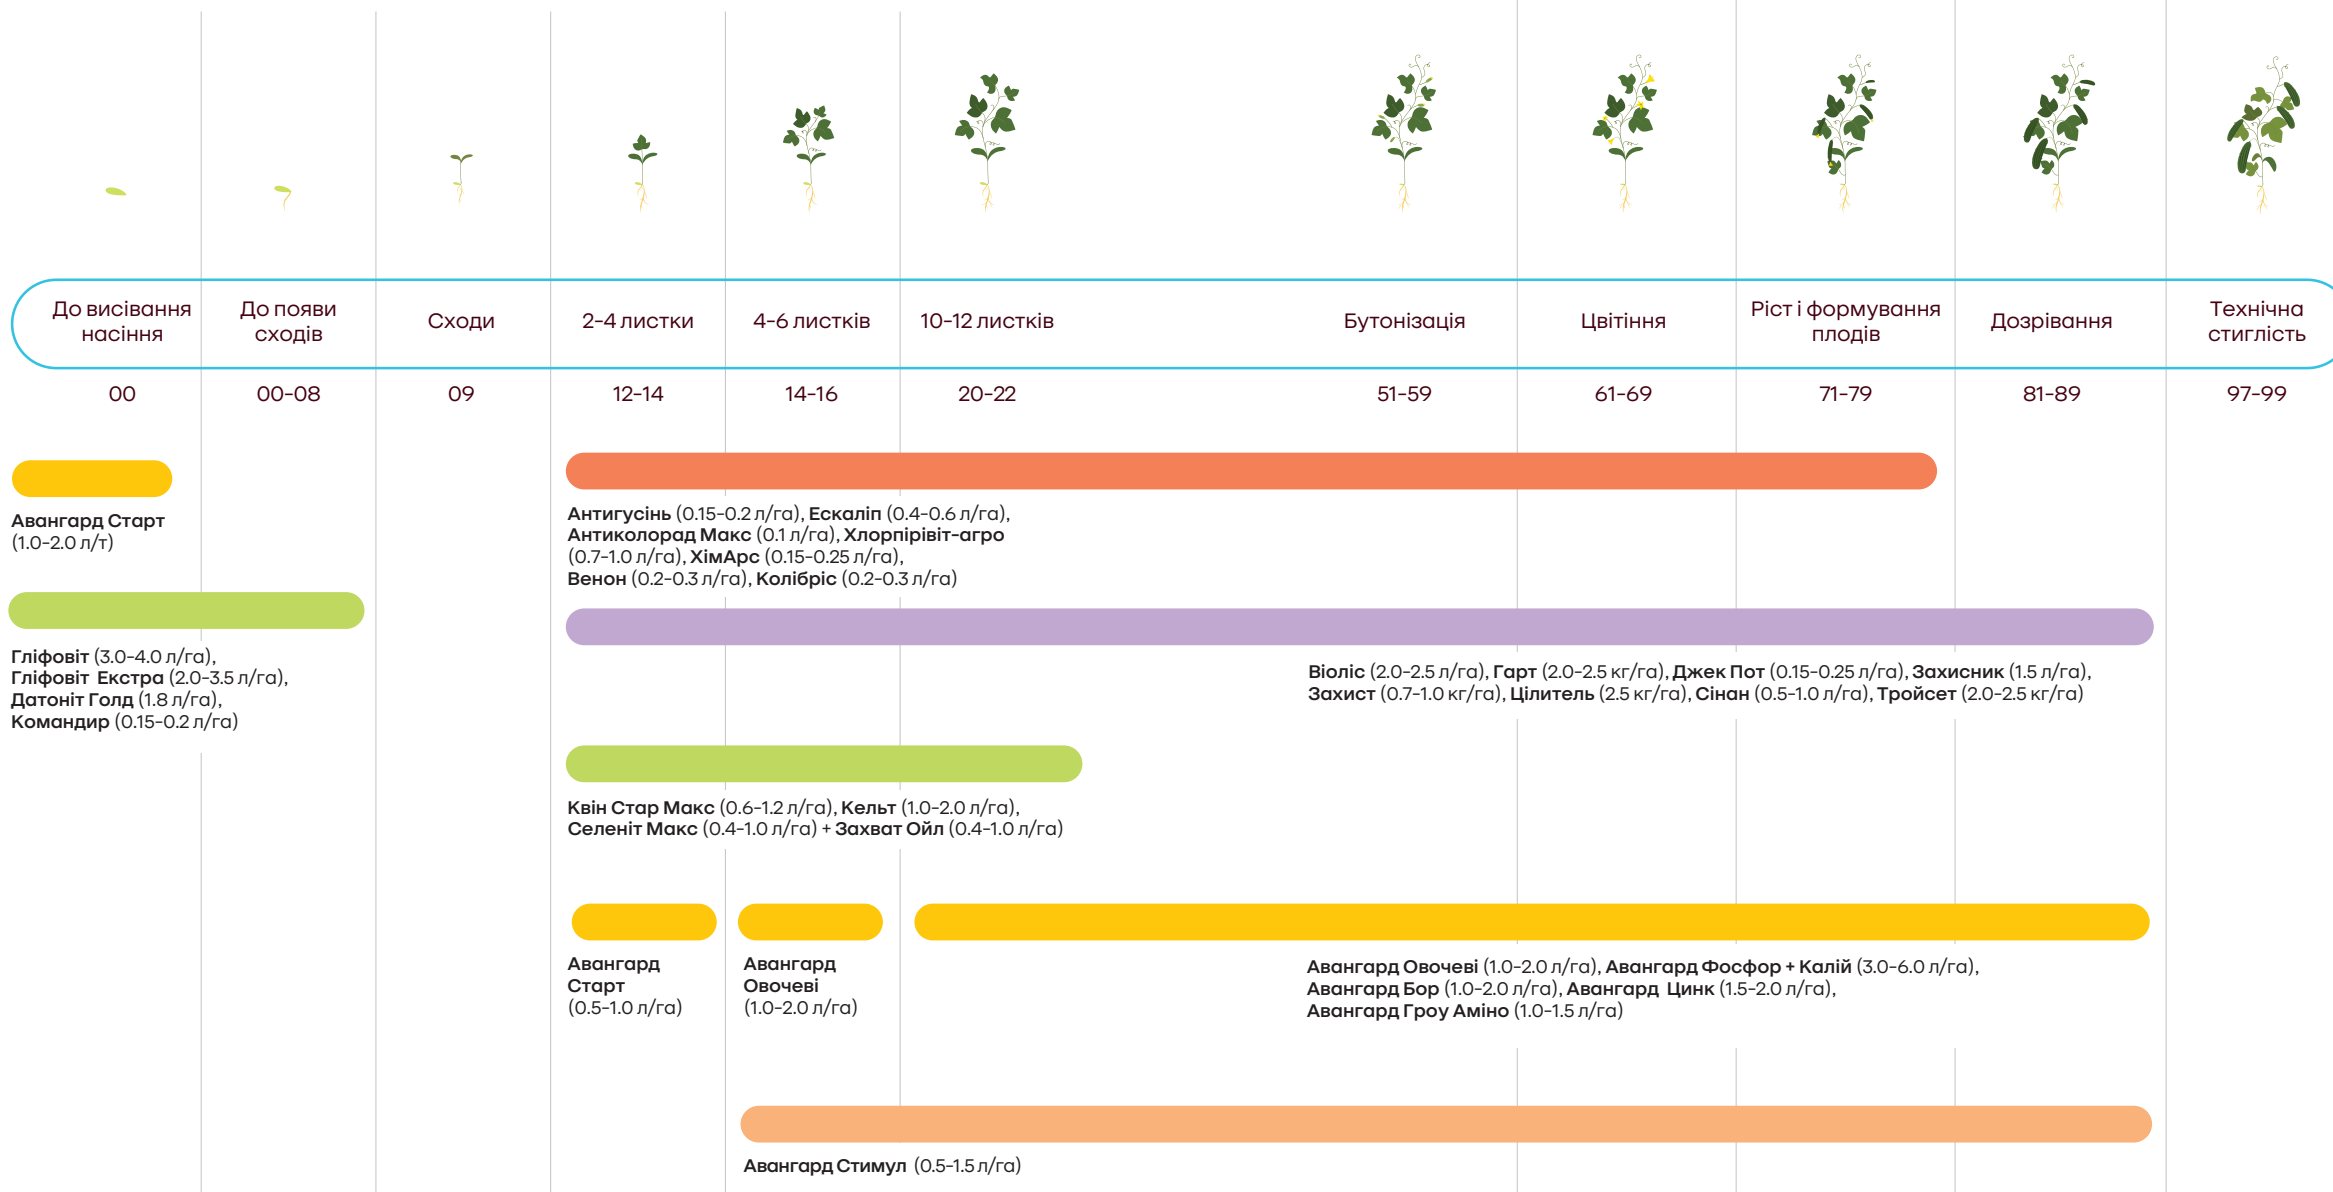 До висівання
насіння
До появи
сходів
Сходи
2-4 листки
4-6 листків
10-12 листків
Бутонізація
Цвітіння
Ріст і формування
плодів
Дозрівання
Технічна
стиглість
00
00-08
09
12-14
14-16
20-22
51-59
61-69
71-79
81-89
97-99
Авангард Старт
(1.0-2.0 л/т)
Антигусінь (0.15-0.2 л/га), Ескаліп (0.4-0.6 л/га),
Антиколорад Макс (0.1 л/га), Хлорпірівіт-агро
(0.7-1.0 л/га), ХімАрс (0.15-0.25 л/га),
Венон (0.2-0.3 л/га), Колібріс (0.2-0.3 л/га)
Гліфовіт (3.0-4.0 л/га),
Гліфовіт Екстра (2.0-3.5 л/га),
Датоніт Голд (1.8 л/га),
Командир (0.15-0.2 л/га)
Віоліс (2.0-2.5 л/га), Гарт (2.0-2.5 кг/га), Джек Пот (0.15-0.25 л/га), Захисник (1.5 л/га),
Захист (0.7-1.0 кг/га), Цілитель (2.5 кг/га), Сінан (0.5-1.0 л/га), Тройсет (2.0-2.5 кг/га)
Квін Стар Макс (0.6-1.2 л/га), Кельт (1.0-2.0 л/га),
Селеніт Макс (0.4-1.0 л/га) + Захват Ойл (0.4-1.0 л/га)
Авангард
Старт
(0.5-1.0 л/га)
Авангард
Овочеві
(1.0-2.0 л/га)
Авангард Овочеві (1.0-2.0 л/га), Авангард Фосфор + Калій (3.0-6.0 л/га),
Авангард Бор (1.0-2.0 л/га), Авангард Цинк (1.5-2.0 л/га),
Авангард Гроу Аміно (1.0-1.5 л/га)
Авангард Стимул (0.5-1.5 л/га)